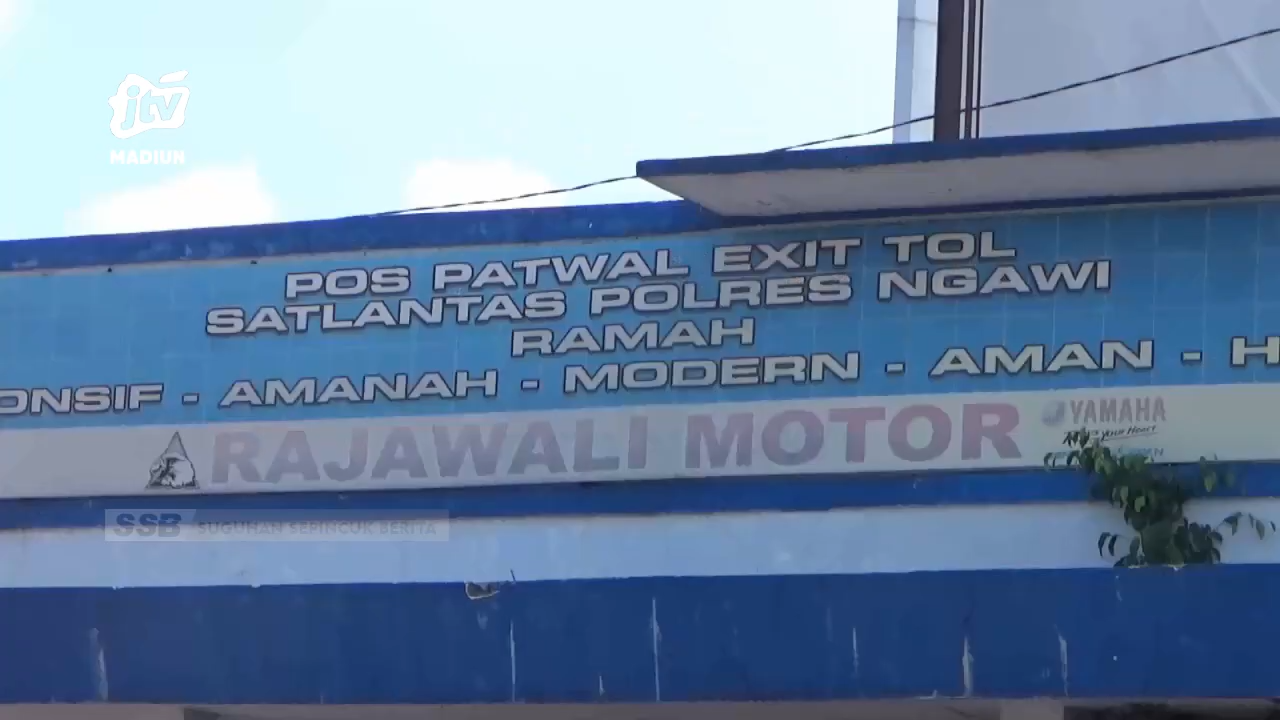 jtv
MADIUN
POS PATWAL EXIT TOL
SATLANTAS POLRES NGAWI
RAMAH
ONSIF - AMANAH - MODERN - AMAN - H
RAJAWALI MOTOR
YAMAHA
SSB SUGUHAN SEPINCUK BERITA